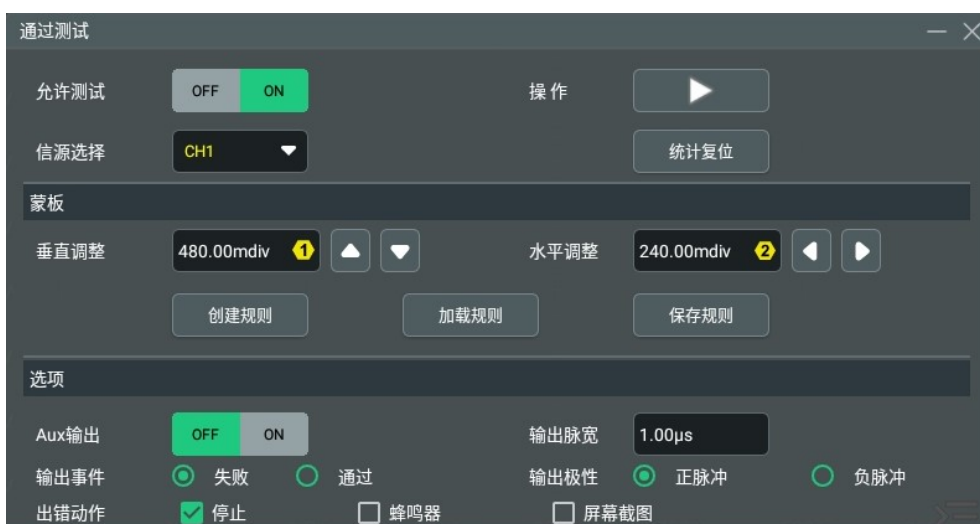 通过测试
允许测试 OFF ON 操作
信源选择 CH1 统计复位
蒙板
垂直调整 480.00mdiv 1 水平调整 240.00mdiv 2
创建规则 加载规则 保存规则
选项
Aux输出 OFF ON 输出脉宽 1.00µs
输出事件 失败 通过 输出极性 正脉冲 负脉冲
出错动作 停止 蜂鸣器 屏幕截图